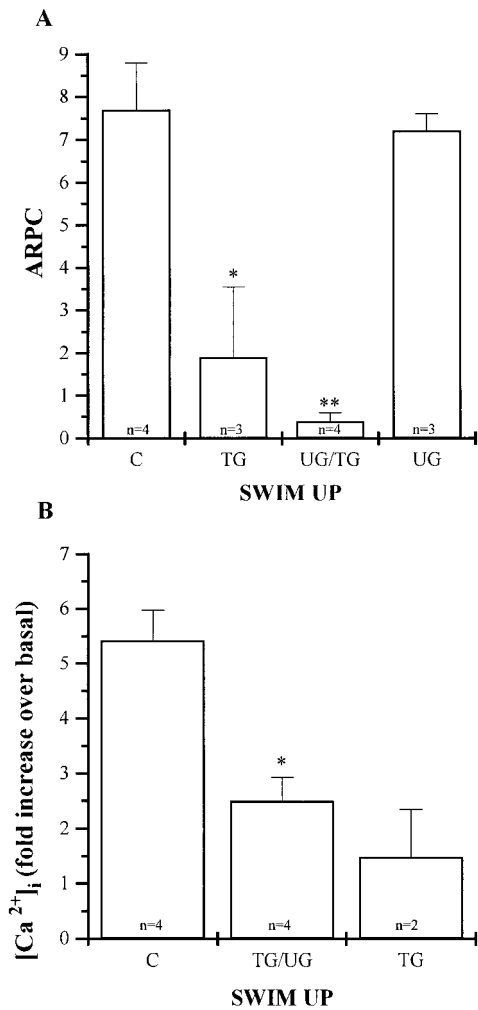 A
9
8
7
6
5
4
3
2
1
0
ARPC
*
**
n=4 n=3 n=4 n=3
C TG UG/TG UG
SWIM UP
B
7
6
5
4
3
2
1
0
[Ca 2+]i (fold increase over basal)
*
n=4 n=4 n=2
C TG/UG TG
SWIM UP